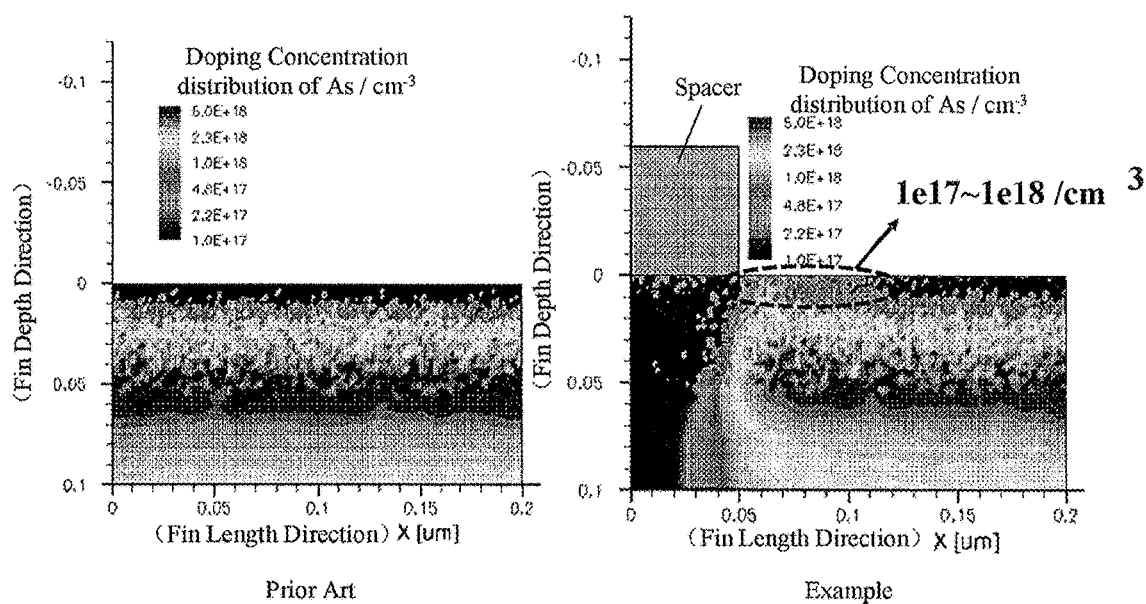 Doping Concentration
distribution of As / cm-3
5.0E+18
2.3E+18
1.0E+18
4.8E+17
2.2E+17
1.0E+17
-0.1
-0.05
0
0.05
0.1
(Fin Depth Direction)
0 0.05 0.1 0.15 0.2
(Fin Length Direction) X [um]
Prior Art
Spacer
Doping Concentration
distribution of As / cm-3
5.0E+18
2.3E+18
1.0E+18
4.8E+17
2.2E+17
1.0E+17
1e17~1e18 /cm 3
-0.1
-0.05
0
0.05
0.1
(Fin Depth Direction)
0 0.05 0.1 0.15 0.2
(Fin Length Direction) X [um]
Example